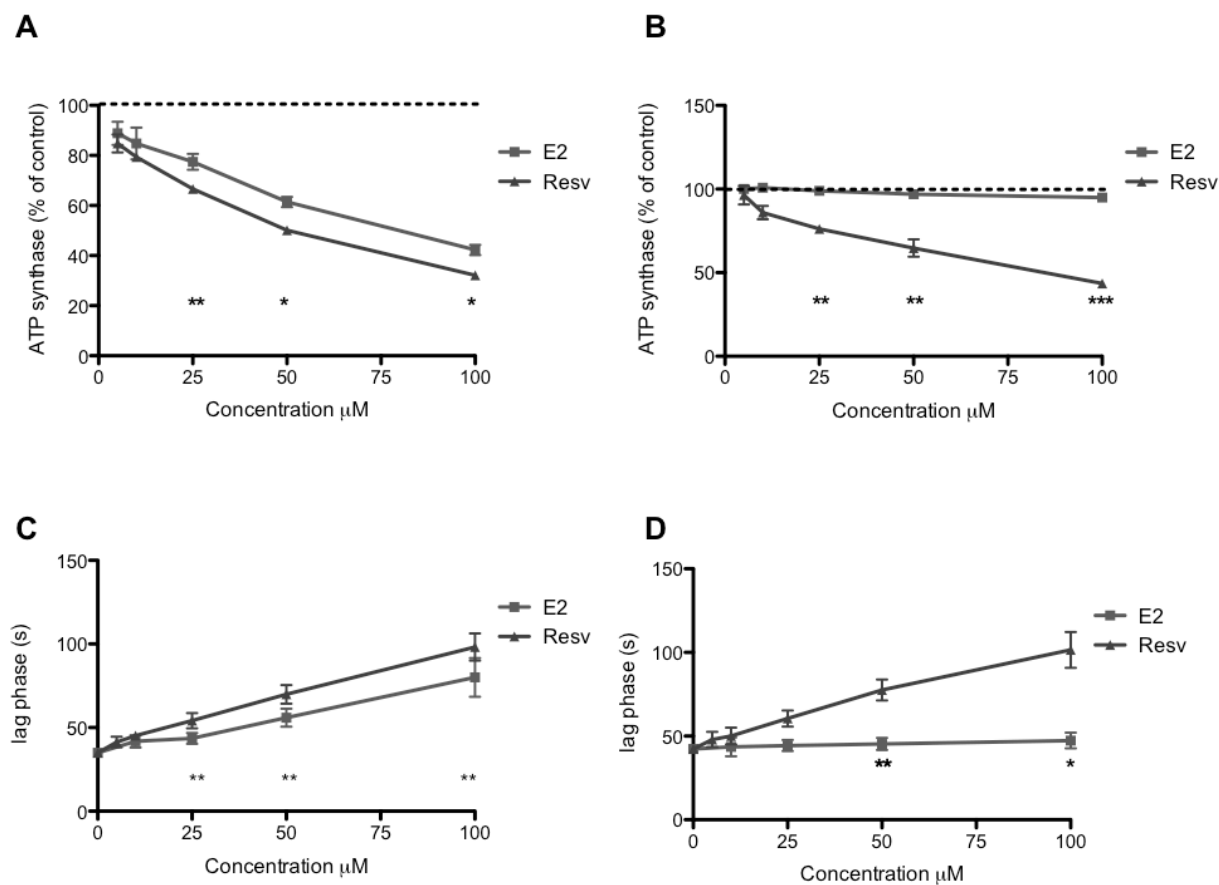 A
B
ATP synthase (% of control)
100
80
60
40
20
0
** * *
0 25 50 75 100
Concentration μM
E2
Resv
ATP synthase (% of control)
150
100
50
0
** ** ***
0 25 50 75 100
Concentration μM
E2
Resv
C
D
lag phase (s)
150
100
50
0
** ** **
0 25 50 75 100
Concentration μM
E2
Resv
lag phase (s)
150
100
50
0
** *
0 25 50 75 100
Concentration μM
E2
Resv